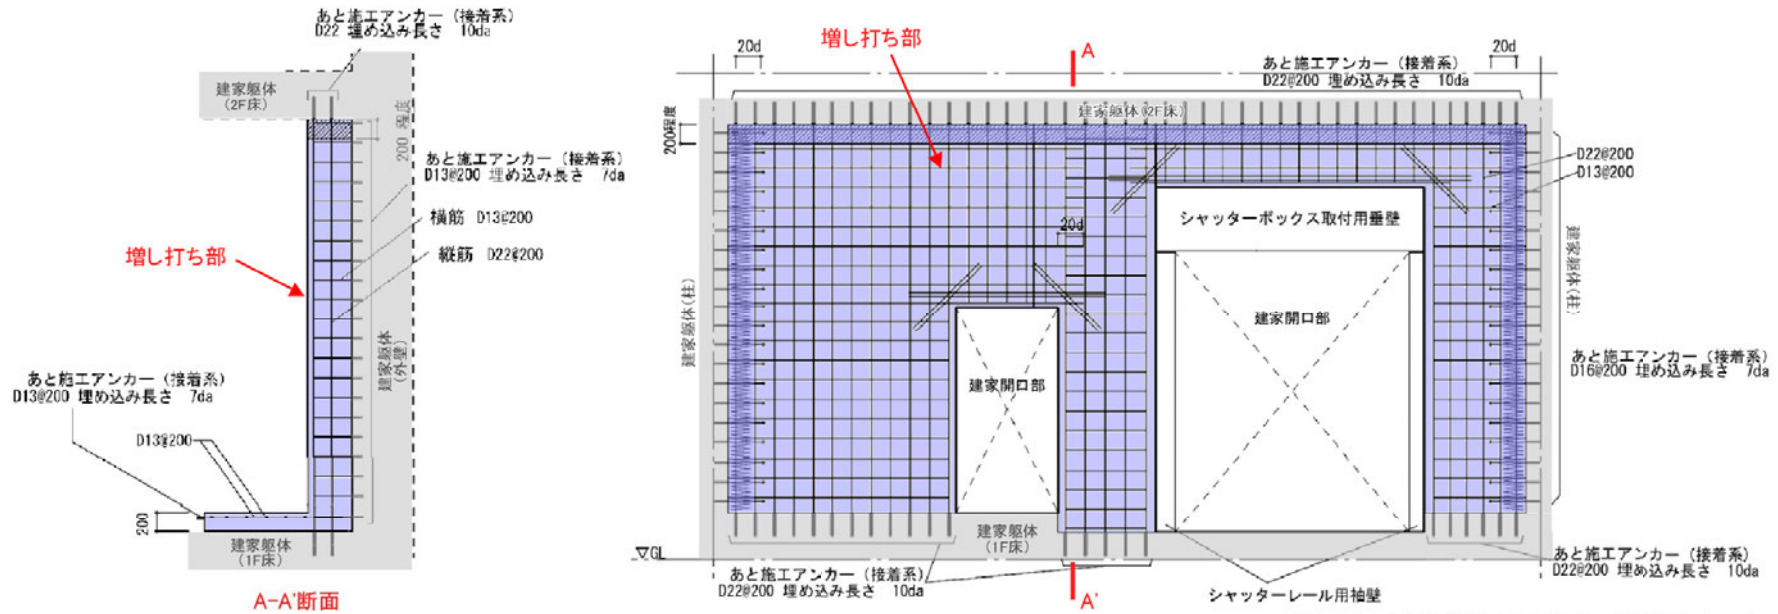 あと施工アンカー（接着系）
D22 埋め込み長さ 10da
建家躯体
(2F床)
200 程度
あと施工アンカー（接着系）
D13@200 埋め込み長さ 7da
横筋 D13@200
増し打ち部
縦筋 D22@200
建家躯体
(外壁)
あと施工アンカー（接着系）
D13@200 埋め込み長さ 7da
D13@200
200
建家躯体
(1F床)
A-A'断面
増し打ち部
20d
A
20d
あと施工アンカー（接着系）
D22@200 埋め込み長さ 10da
建家躯体(2F床)
200程度
D22@200
D13@200
シャッターボックス取付用垂壁
20d
建家躯体(柱)
建家躯体(柱)
建家開口部
建家開口部
あと施工アンカー（接着系）
D16@200 埋め込み長さ 7da
建家躯体
(1F床)
▽GL
あと施工アンカー（接着系）
D22@200 埋め込み長さ 10da
A'
シャッターレール用袖壁
あと施工アンカー（接着系）
D22@200 埋め込み長さ 10da